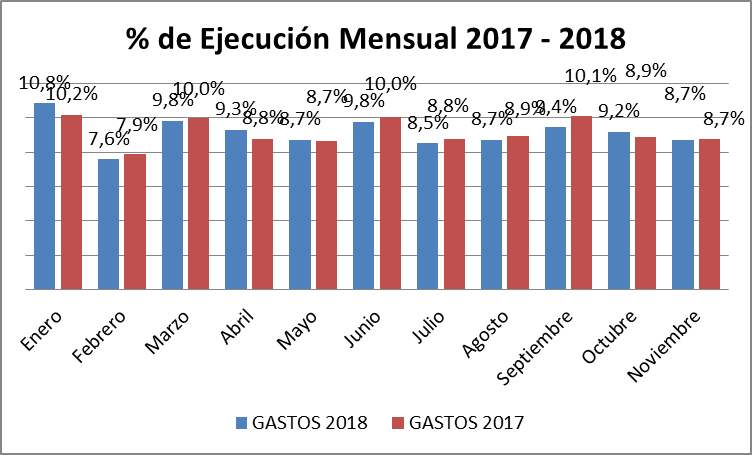 % de Ejecución Mensual 2017 - 2018
10,8%
10,2%
7,6%
7,9%
9,8%
10,0%
9,3%
8,8%
8,7%
8,7%
9,8%
10,0%
8,5%
8,8%
8,7%
8,9%
9,4%
10,1%
9,2%
8,9%
8,7%
8,7%
Enero
Febrero
Marzo
Abril
Mayo
Junio
Julio
Agosto
Septiembre
Octubre
Noviembre
GASTOS 2018
GASTOS 2017